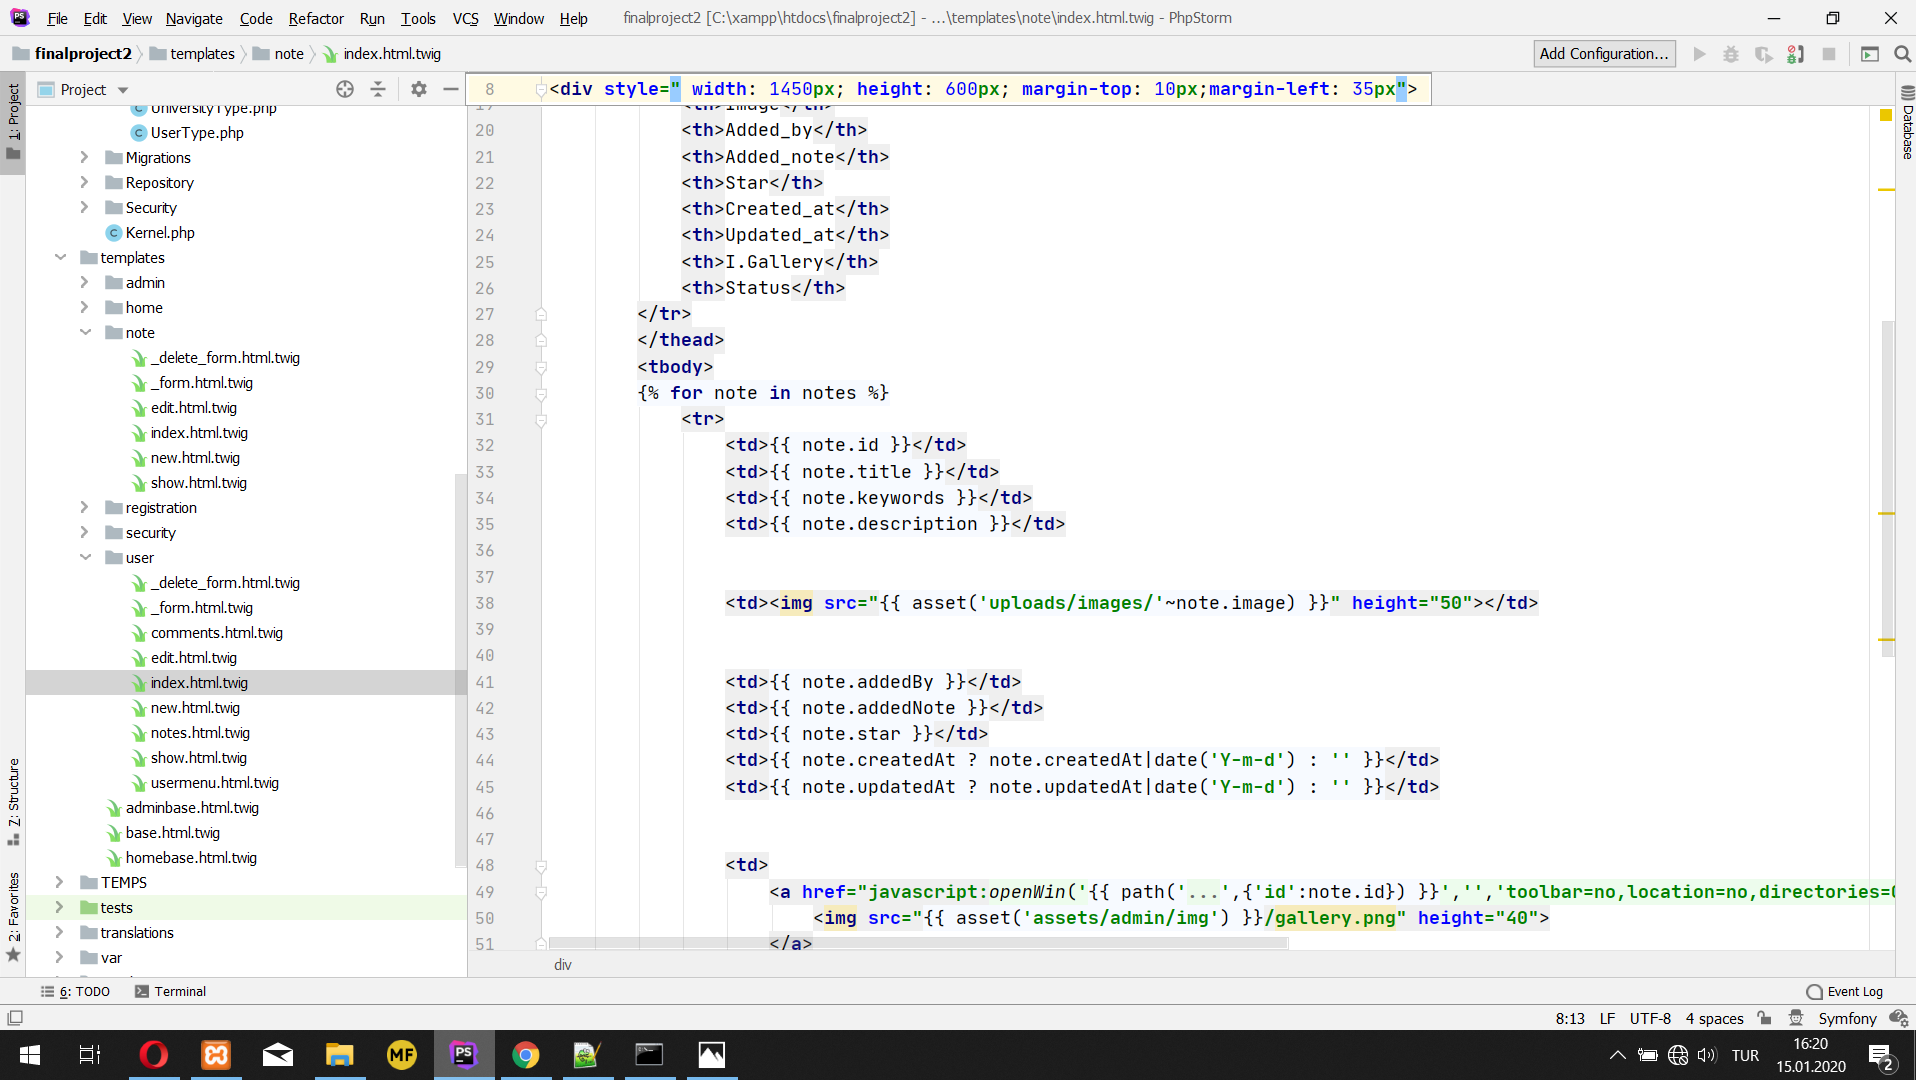 PS File Edit View Navigate Code Refactor Run Tools VCS Window Help finalproject2 [C:\xampp\htdocs\finalproject2] - ...\templates\note\index.html.twig - PhpStorm
finalproject2 templates note index.html.twig Add Configuration...
1: Project
Project
UniversityType.php
UserType.php
Migrations
Repository
Security
Kernel.php
templates
admin
home
note
_delete_form.html.twig
_form.html.twig
edit.html.twig
index.html.twig
new.html.twig
show.html.twig
registration
security
user
_delete_form.html.twig
_form.html.twig
comments.html.twig
edit.html.twig
index.html.twig
new.html.twig
notes.html.twig
show.html.twig
usermenu.html.twig
adminbase.html.twig
base.html.twig
homebase.html.twig
TEMPS
tests
translations
var
Z: Structure
2: Favorites
8 <div style=" width: 1450px; height: 600px; margin-top: 10px;margin-left: 35px">
19 <th>Image</th>
20 <th>Added_by</th>
21 <th>Added_note</th>
22 <th>Star</th>
23 <th>Created_at</th>
24 <th>Updated_at</th>
25 <th>I.Gallery</th>
26 <th>Status</th>
27 </tr>
28 </thead>
29 <tbody>
30 {% for note in notes %}
31 <tr>
32 <td>{{ note.id }}</td>
33 <td>{{ note.title }}</td>
34 <td>{{ note.keywords }}</td>
35 <td>{{ note.description }}</td>
36
37
38 <td><img src="{{ asset('uploads/images/'~note.image) }}" height="50"></td>
39
40
41 <td>{{ note.addedBy }}</td>
42 <td>{{ note.addedNote }}</td>
43 <td>{{ note.star }}</td>
44 <td>{{ note.createdAt ? note.createdAt|date('Y-m-d') : '' }}</td>
45 <td>{{ note.updatedAt ? note.updatedAt|date('Y-m-d') : '' }}</td>
46
47
48 <td>
49 <a href="javascript:openWin('{{ path('...',{'id':note.id}) }}','','toolbar=no,location=no,directories=0
50 <img src="{{ asset('assets/admin/img') }}/gallery.png" height="40">
51 </a>
div
Database
6: TODO Terminal Event Log
8:13 LF UTF-8 4 spaces Symfony
MF PS TUR 16:20
15.01.2020 2